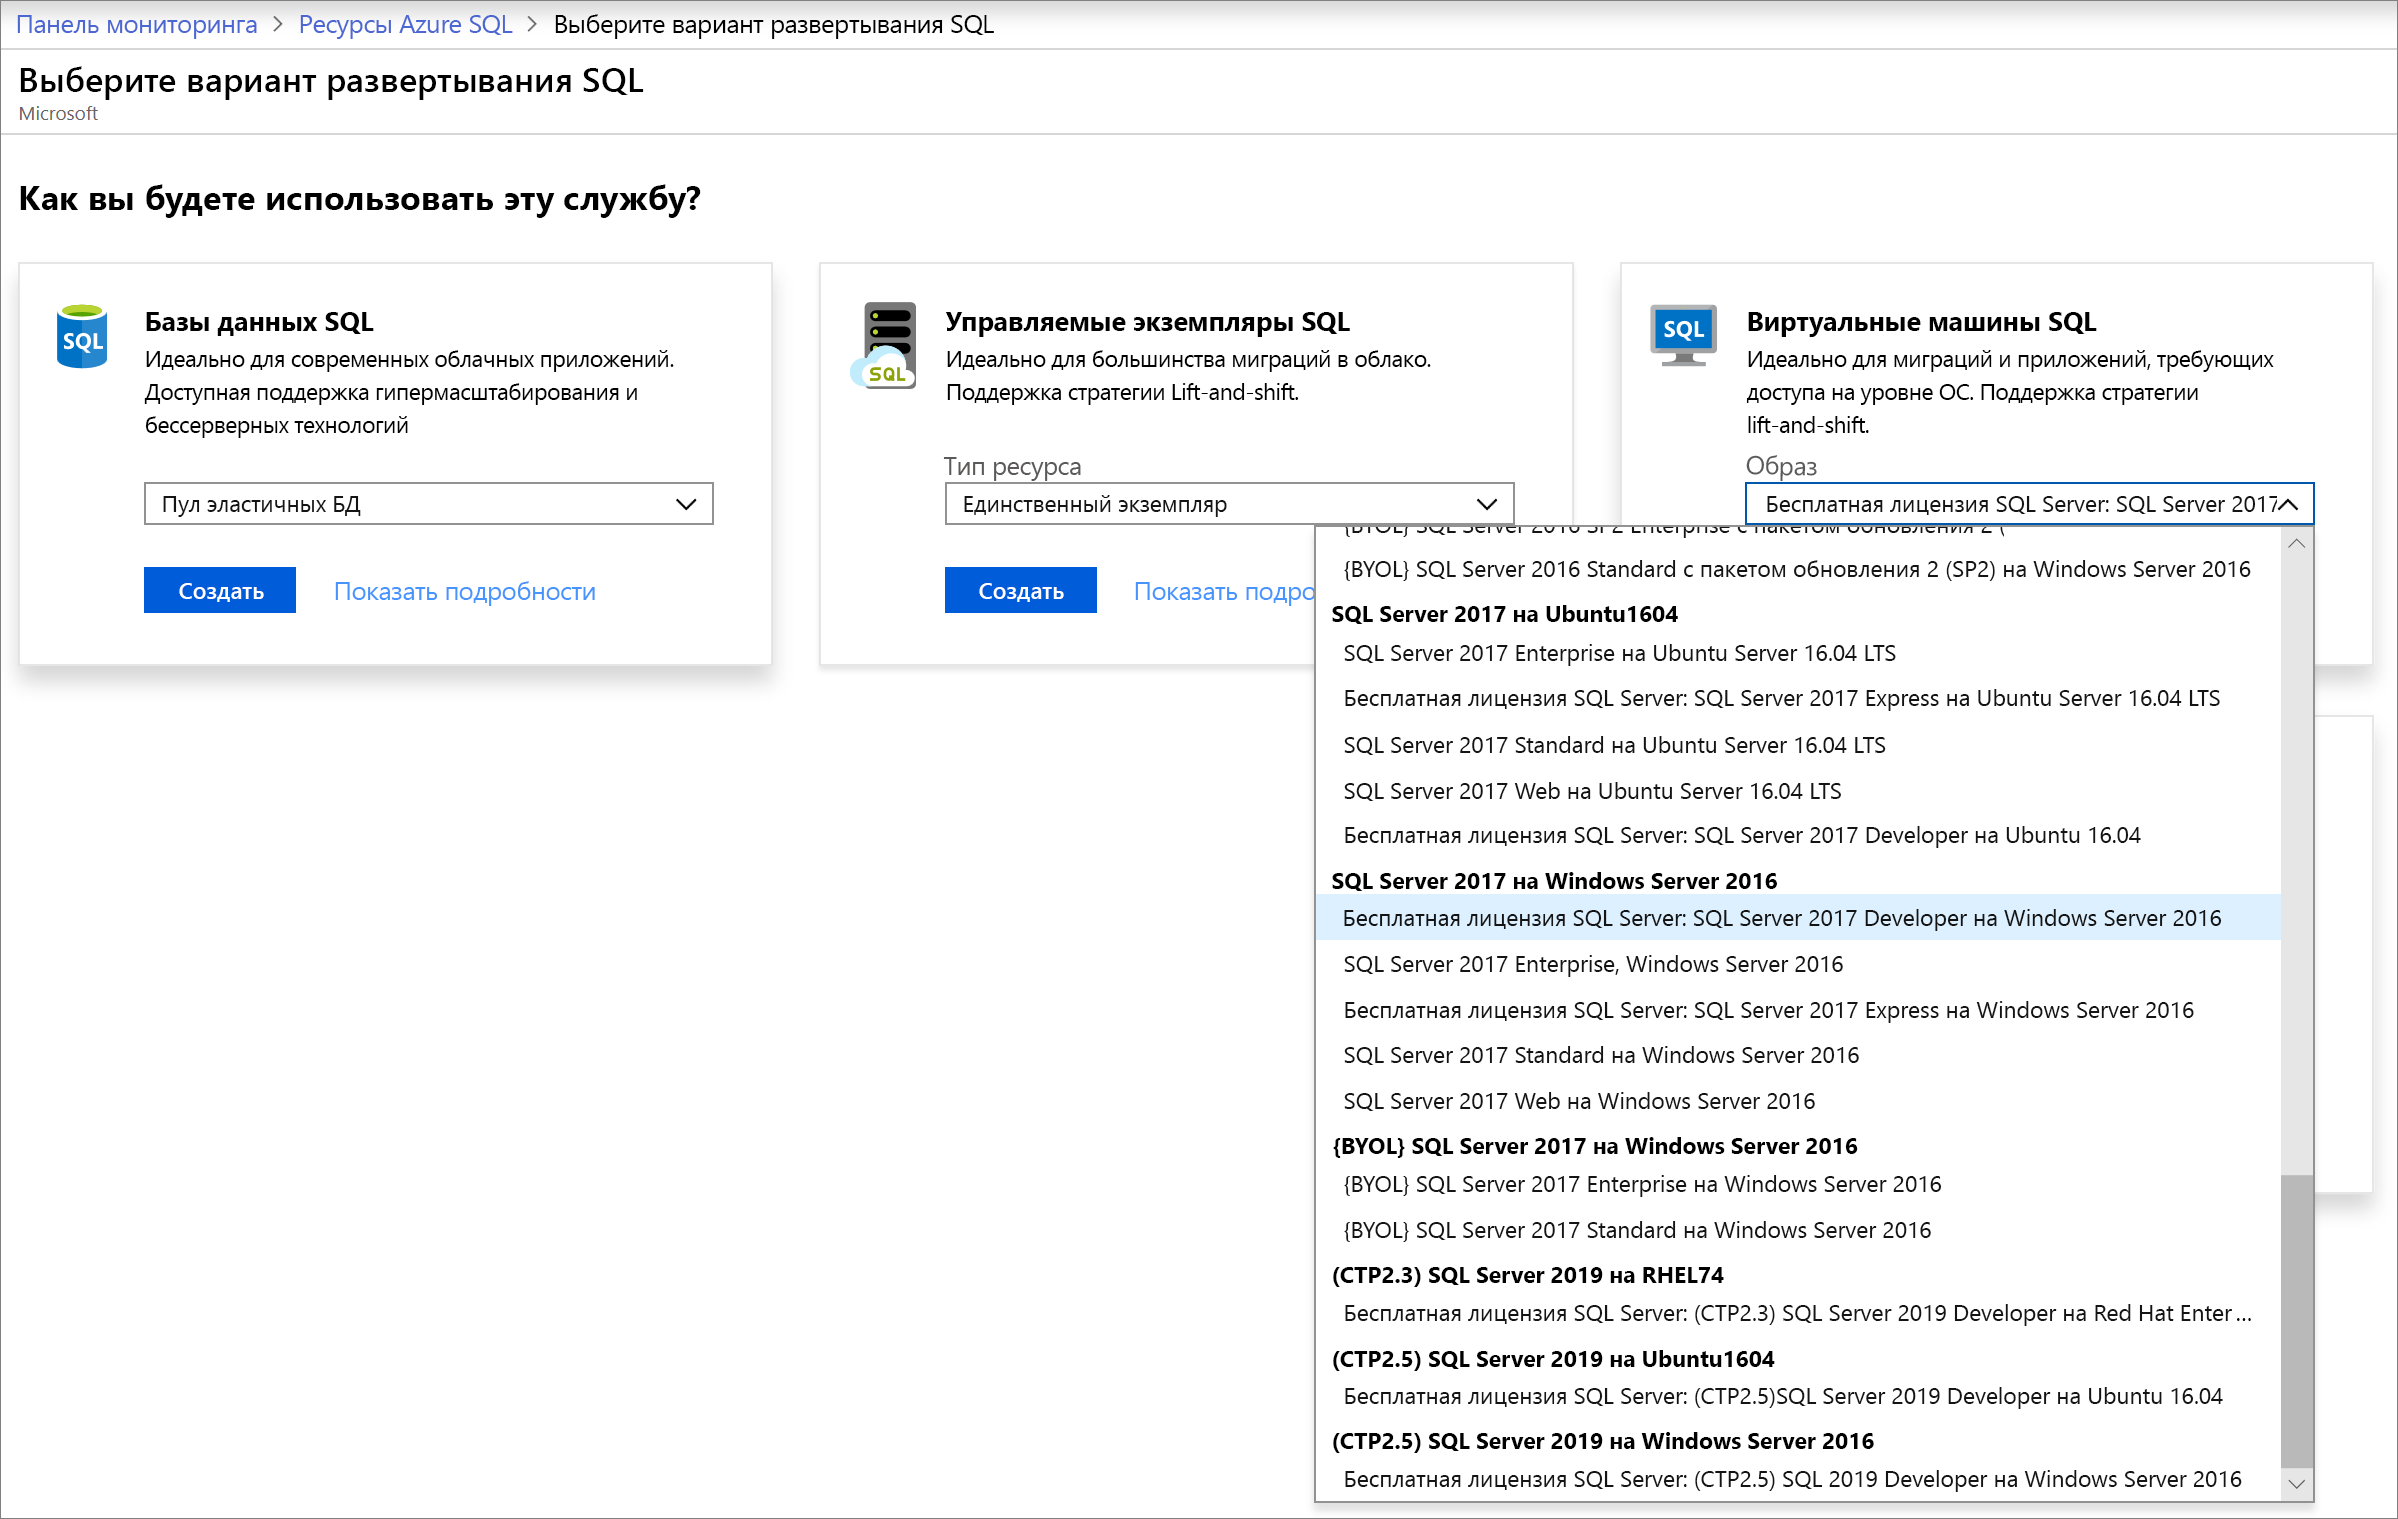 Панель мониторинга > Ресурсы Azure SQL > Выберите вариант развертывания SQL
Выберите вариант развертывания SQL
Microsoft
Как вы будете использовать эту службу?
SQL
Базы данных SQL
Идеально для современных облачных приложений.
Доступная поддержка гипермасштабирования и
бессерверных технологий
Пул эластичных БД
Создать
Показать подробности
SQL
Управляемые экземпляры SQL
Идеально для большинства миграций в облако.
Поддержка стратегии Lift-and-shift.
Тип ресурса
Единственный экземпляр
Создать
Показать подро
SQL
Виртуальные машины SQL
Идеально для миграций и приложений, требующих
доступа на уровне ОС. Поддержка стратегии
lift-and-shift.
Образ
Бесплатная лицензия SQL Server: SQL Server 2017
{BYOL} SQL Server 2016 SP2 Enterprise с пакетом обновления 2 (
{BYOL} SQL Server 2016 Standard с пакетом обновления 2 (SP2) на Windows Server 2016
SQL Server 2017 на Ubuntu1604
SQL Server 2017 Enterprise на Ubuntu Server 16.04 LTS
Бесплатная лицензия SQL Server: SQL Server 2017 Express на Ubuntu Server 16.04 LTS
SQL Server 2017 Standard на Ubuntu Server 16.04 LTS
SQL Server 2017 Web на Ubuntu Server 16.04 LTS
Бесплатная лицензия SQL Server: SQL Server 2017 Developer на Ubuntu 16.04
SQL Server 2017 на Windows Server 2016
Бесплатная лицензия SQL Server: SQL Server 2017 Developer на Windows Server 2016
SQL Server 2017 Enterprise, Windows Server 2016
Бесплатная лицензия SQL Server: SQL Server 2017 Express на Windows Server 2016
SQL Server 2017 Standard на Windows Server 2016
SQL Server 2017 Web на Windows Server 2016
{BYOL} SQL Server 2017 на Windows Server 2016
{BYOL} SQL Server 2017 Enterprise на Windows Server 2016
{BYOL} SQL Server 2017 Standard на Windows Server 2016
(CTP2.3) SQL Server 2019 на RHEL74
Бесплатная лицензия SQL Server: (CTP2.3) SQL Server 2019 Developer на Red Hat Enter ...
(CTP2.5) SQL Server 2019 на Ubuntu1604
Бесплатная лицензия SQL Server: (CTP2.5)SQL Server 2019 Developer на Ubuntu 16.04
(CTP2.5) SQL Server 2019 на Windows Server 2016
Бесплатная лицензия SQL Server: (CTP2.5) SQL 2019 Developer на Windows Server 2016